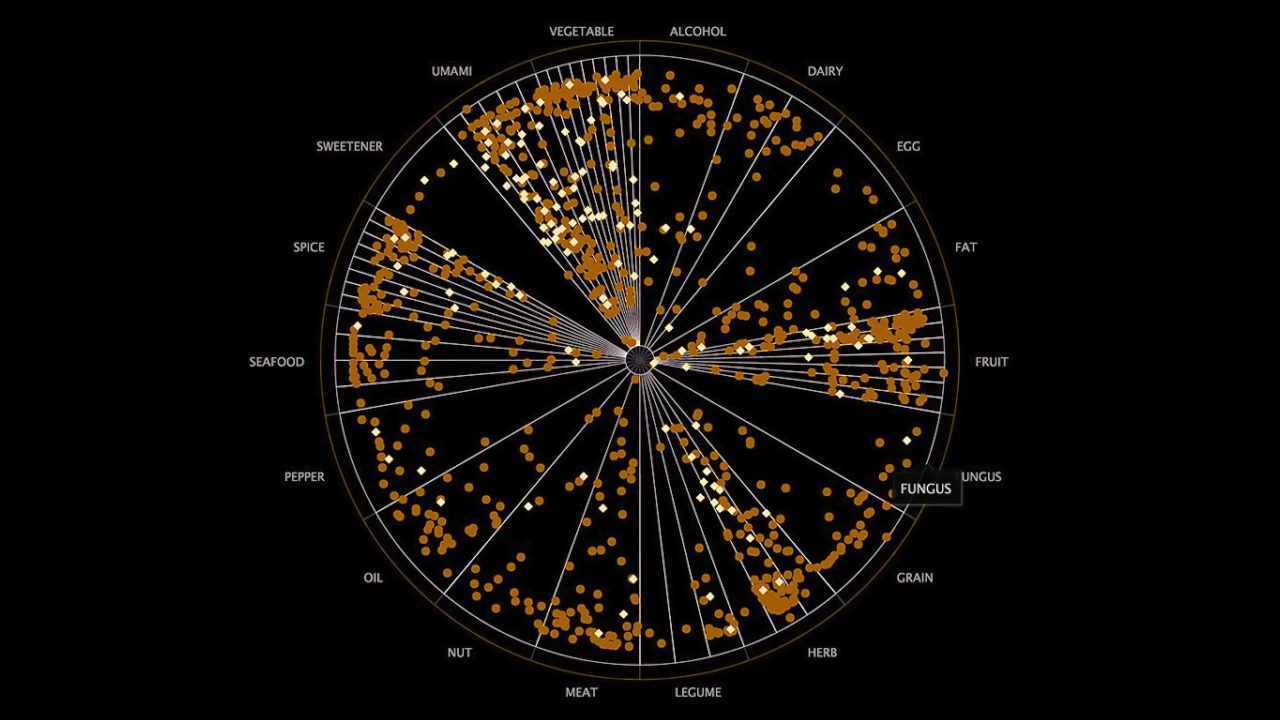 VEGETABLE
ALCOHOL
UMAMI
DAIRY
SWEETENER
EGG
SPICE
FAT
SEAFOOD
FRUIT
PEPPER
UNGUS
FUNGUS
OIL
GRAIN
NUT
HERB
MEAT
LEGUME